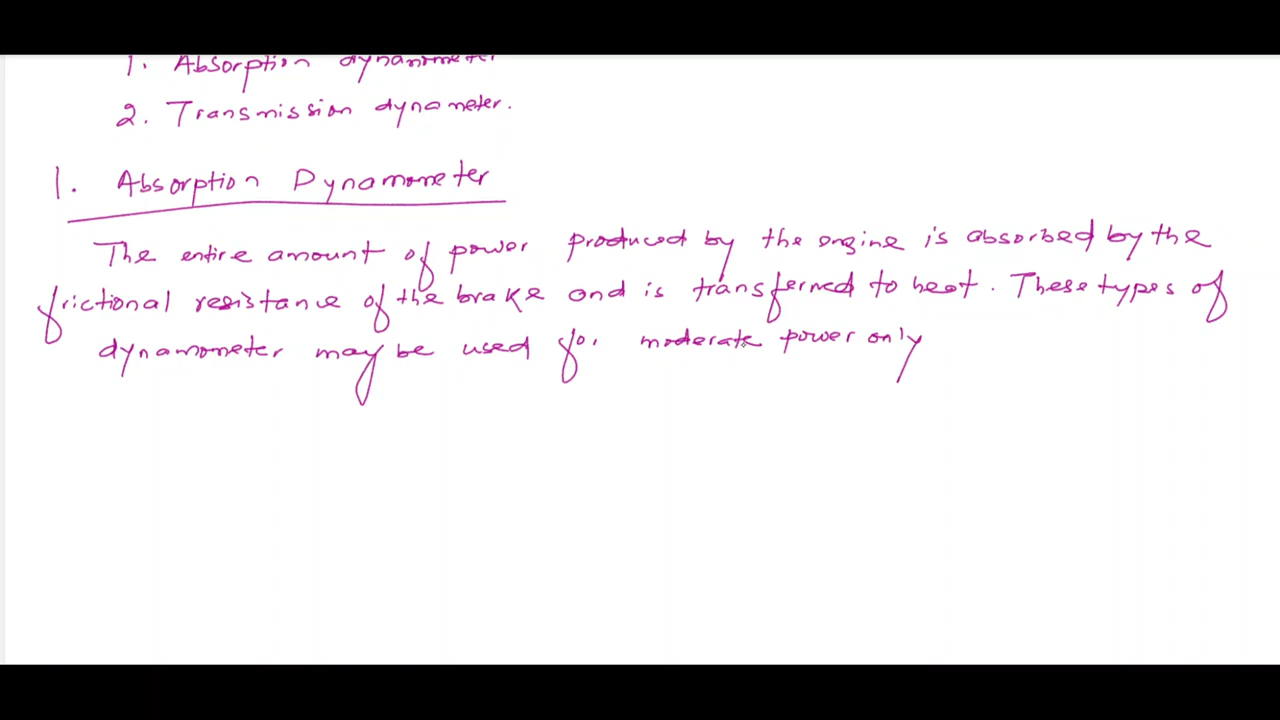 1. Absorption dynamometer
2. Transmission dynameter.
1. Absorption Dynamometer
The entire amount of power produced by the engine is absorbed by the
frictional resistance of the brake and is transferred to heat. These types of
dynamometer may be used for moderate power only